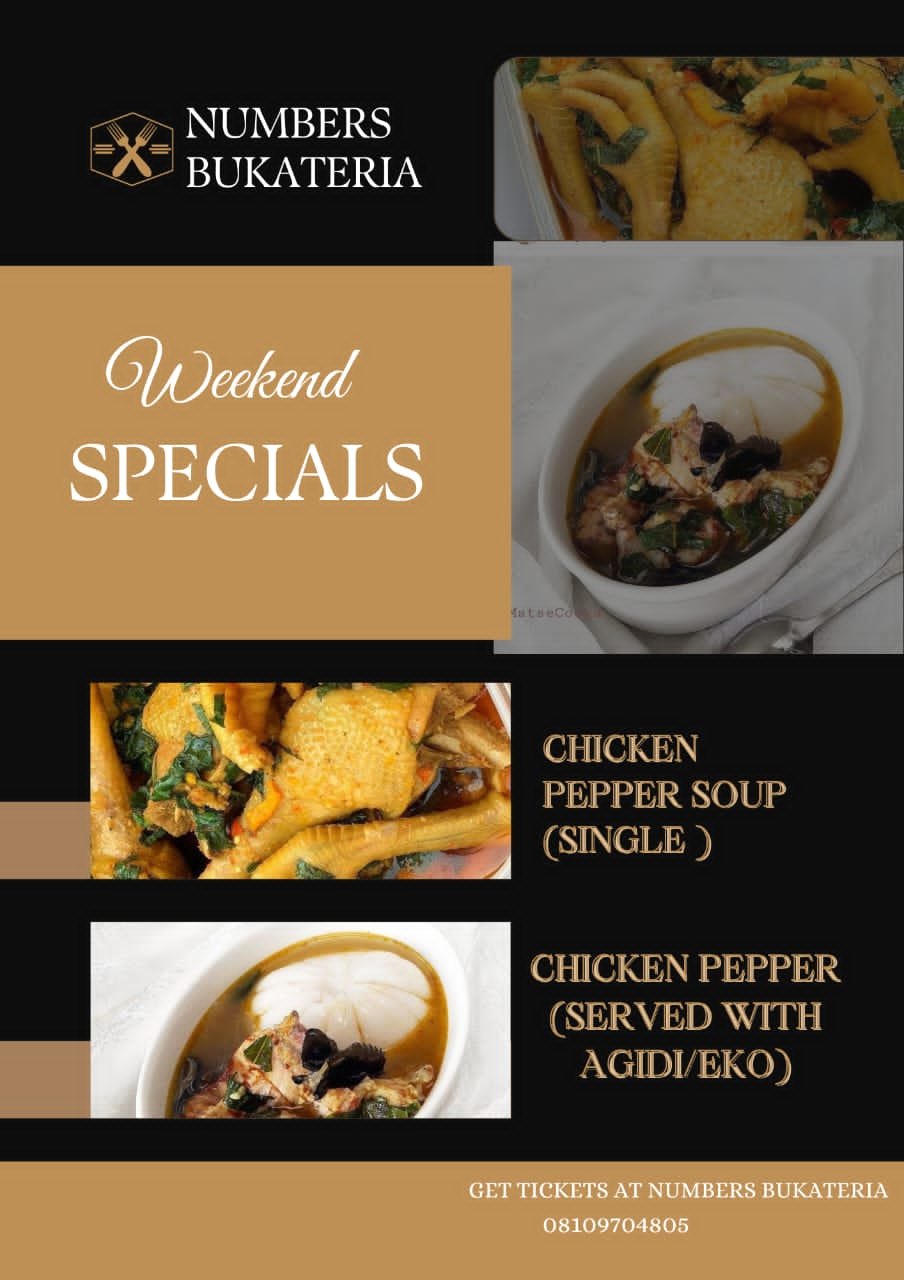 NUMBERS
BUKATERIA
Weekend
SPECIALS
CHICKEN
PEPPER SOUP
(SINGLE )
CHICKEN PEPPER
(SERVED WITH
AGIDI/EKO)
GET TICKETS AT NUMBERS BUKATERIA
08109704805